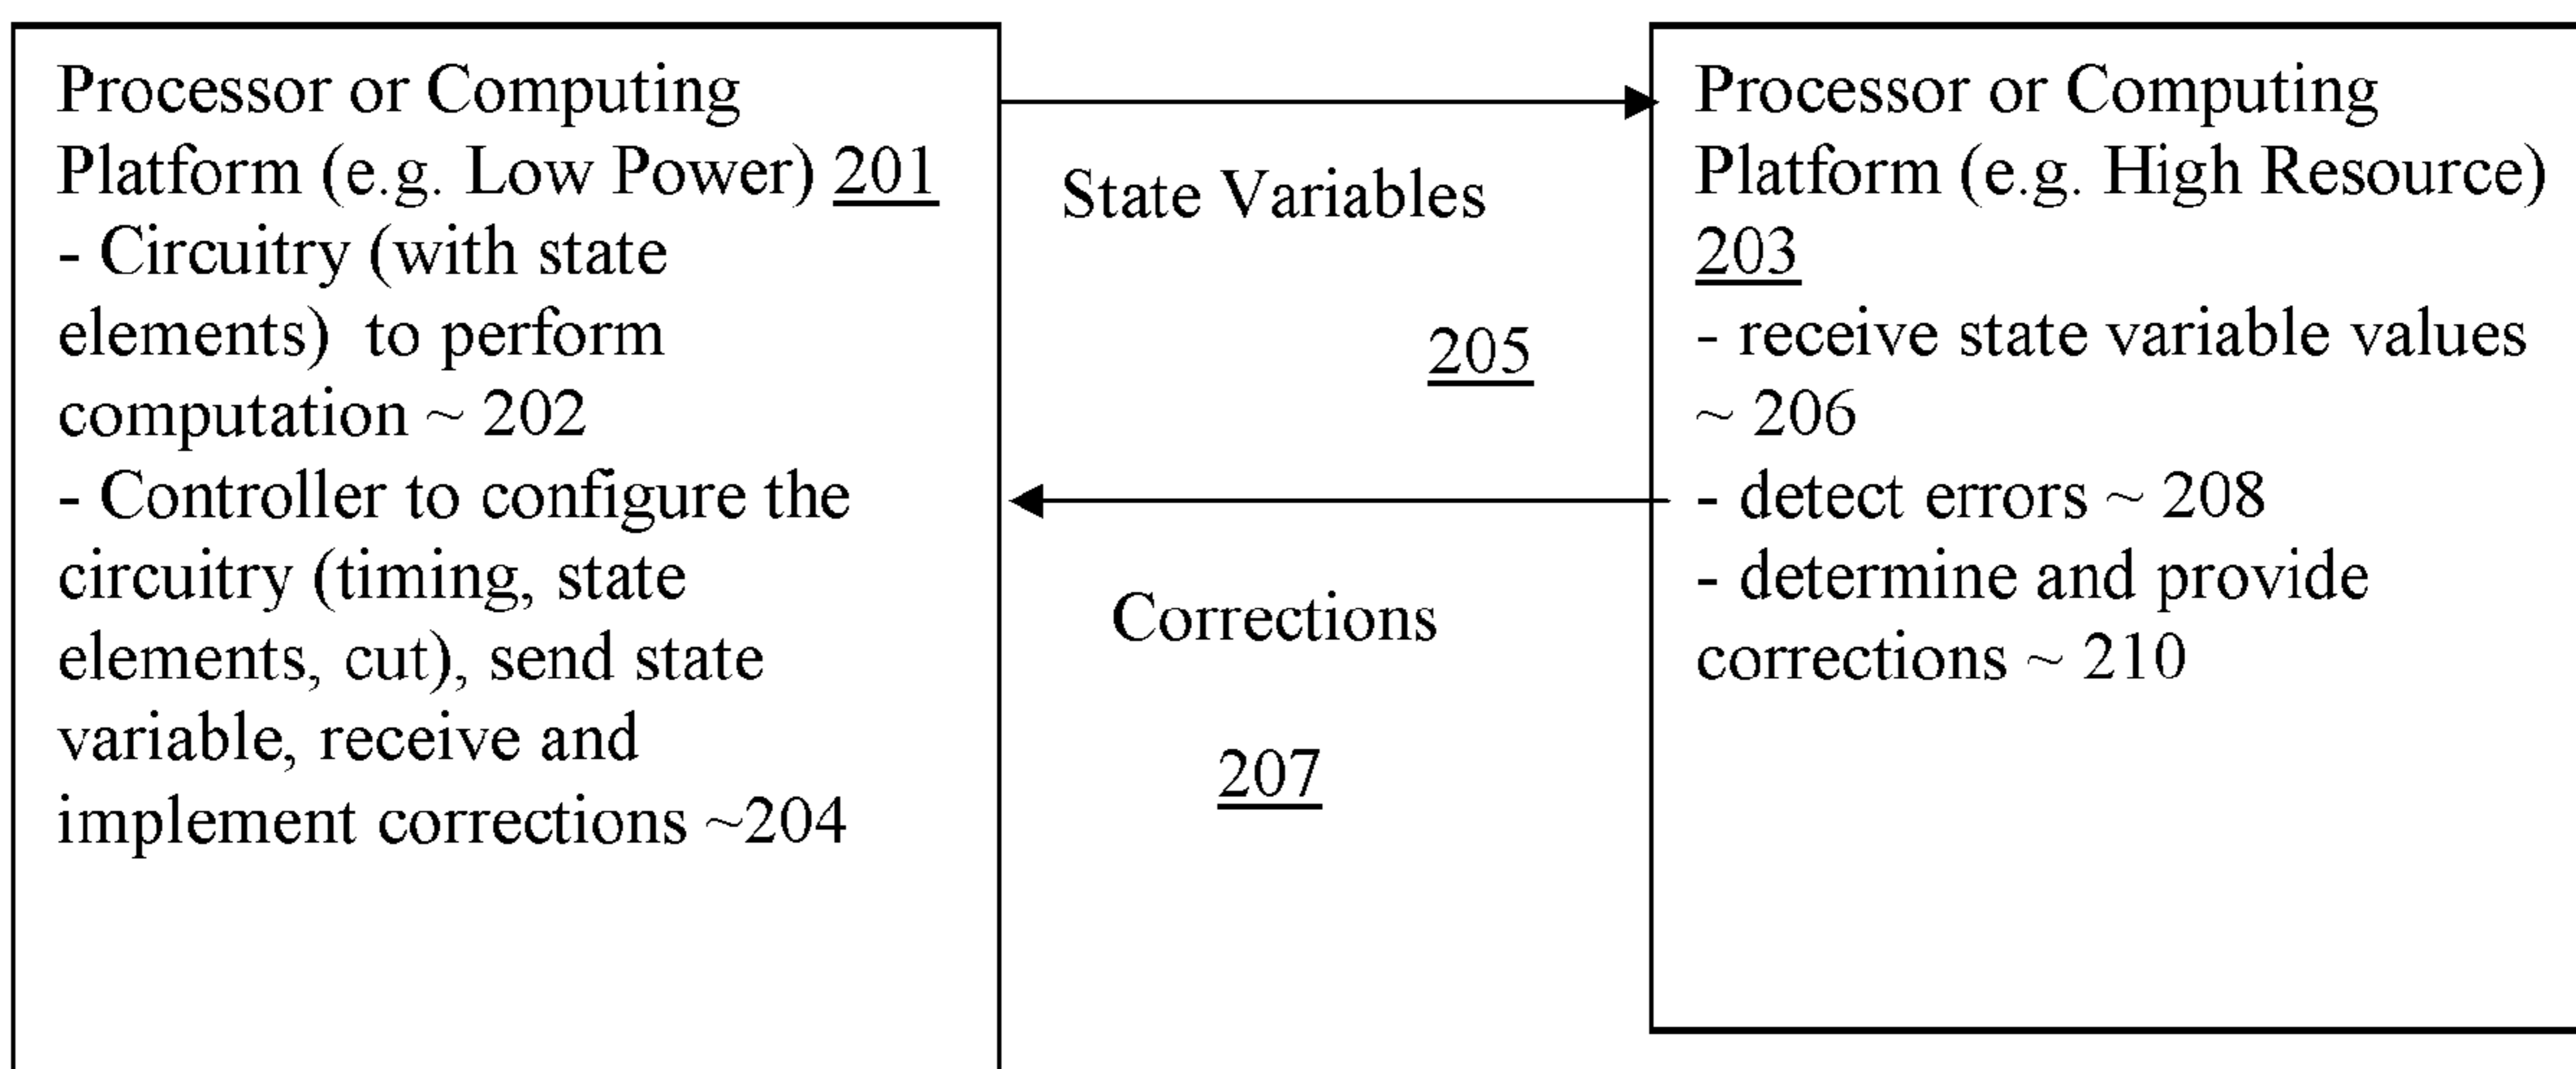 Processor or Computing
Platform (e.g. Low Power) 201
- Circuitry (with state
elements) to perform
computation ~ 202
- Controller to configure the
circuitry (timing, state
elements, cut), send state
variable, receive and
implement corrections ~204
State Variables
205
Corrections
207
Processor or Computing
Platform (e.g. High Resource)
203
- receive state variable values
~ 206
- detect errors ~ 208
- determine and provide
corrections ~ 210